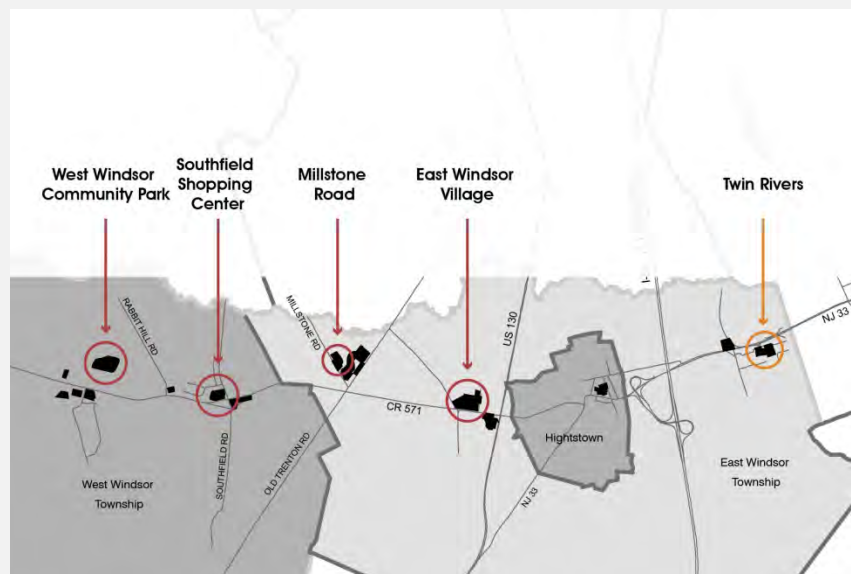 West Windsor
Community Park
Southfield
Shopping
Center
Millstone
Road
East Windsor
Village
Twin Rivers
RABBIT HILL RD
MILLSTONE RD
US 130
NJ 33
CR 571
Hightstown
SOUTHFIELD RD
OLD TRENTON RD
West Windsor
Township
East Windsor
Township
NJ 33